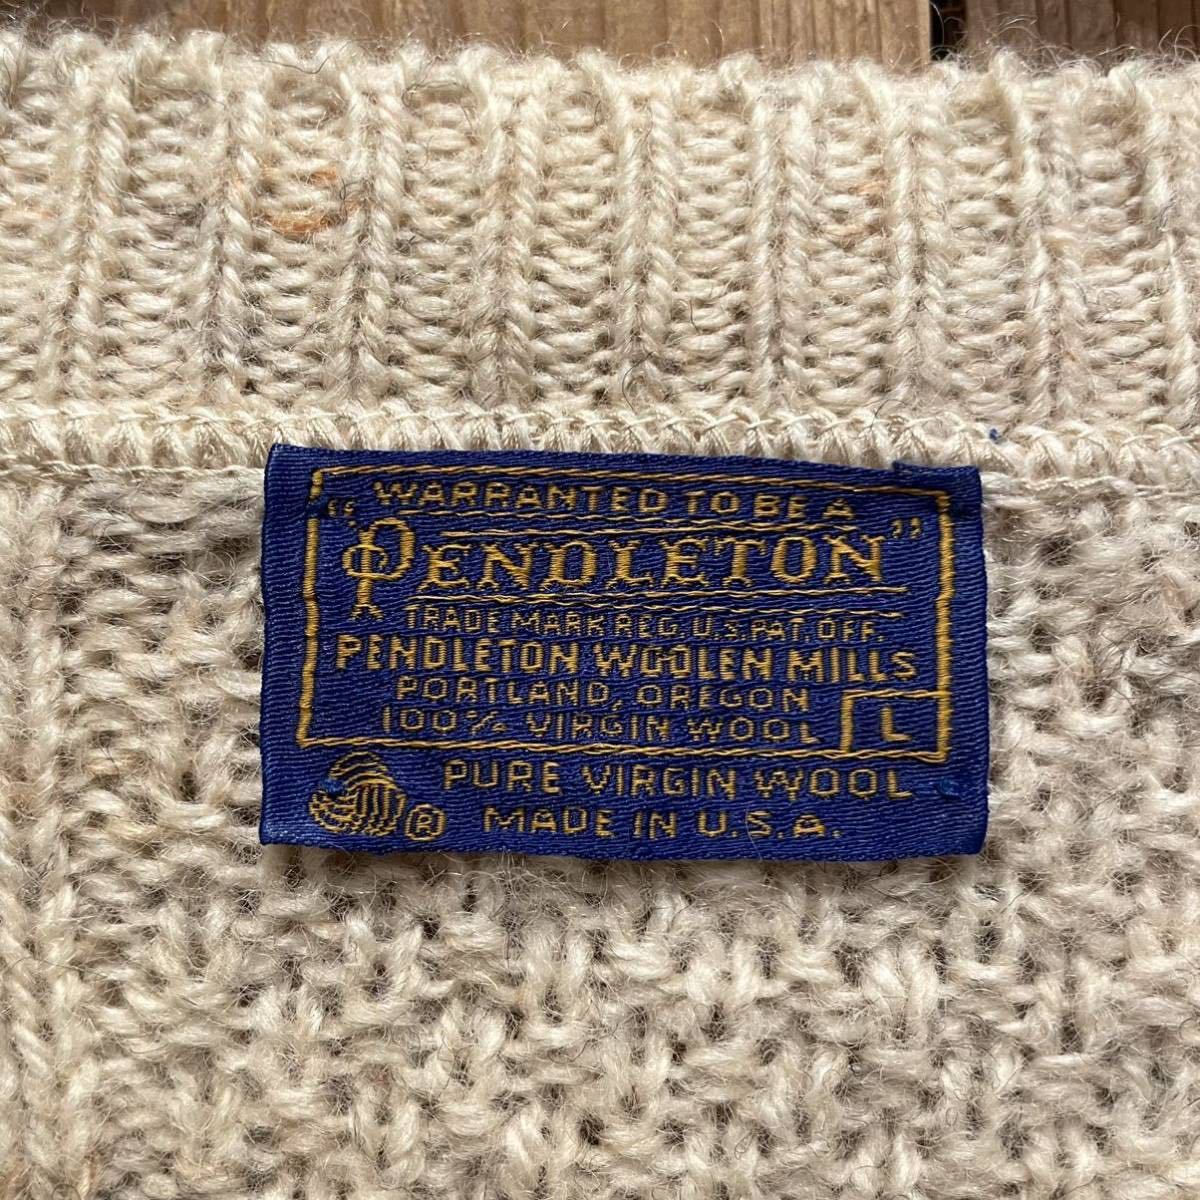 WARRANTED TO BE A
"PENDLETON"
TRADE MARK REG. U.S. PAT. OFF.
PENDLETON WOOLEN MILLS
PORTLAND, OREGON
100% VIRGIN WOOL L
PURE VIRGIN WOOL
® MADE IN U.S.A.